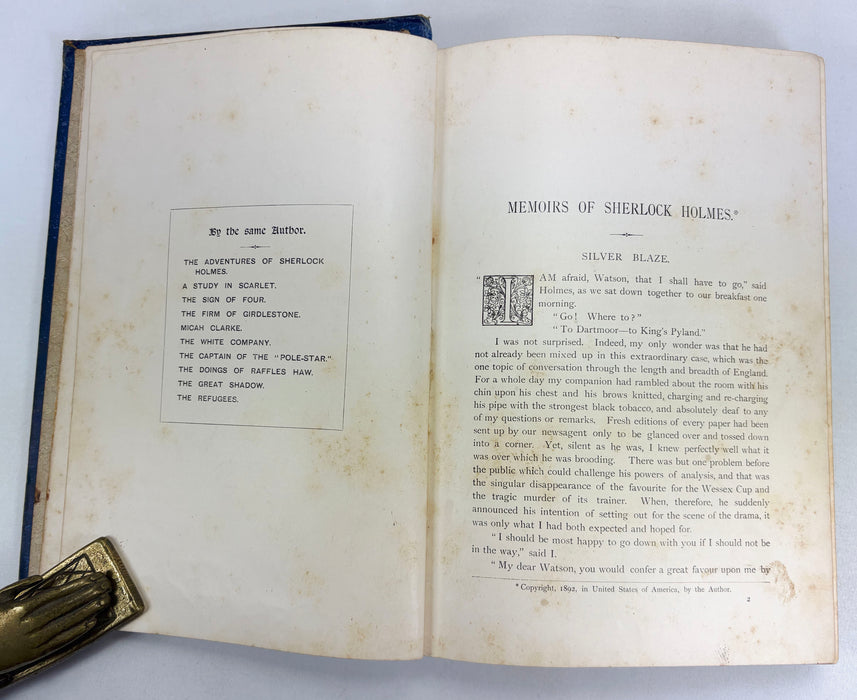 By the same Author.
THE ADVENTURES OF SHERLOCK
HOLMES.
A STUDY IN SCARLET.
THE SIGN OF FOUR.
THE FIRM OF GIRDLESTONE.
MICAH CLARKE.
THE WHITE COMPANY.
THE CAPTAIN OF THE "POLE-STAR."
THE DOINGS OF RAFFLES HAW.
THE GREAT SHADOW.
THE REFUGEES.
MEMOIRS OF SHERLOCK HOLMES.*
SILVER BLAZE.
"I AM afraid, Watson, that I shall have to go," said
Holmes, as we sat down together to our breakfast one
morning.
"Go! Where to?"
"To Dartmoor—to King's Pyland."
I was not surprised. Indeed, my only wonder was that he had
not already been mixed up in this extraordinary case, which was the
one topic of conversation through the length and breadth of England.
For a whole day my companion had rambled about the room with his
chin upon his chest and his brows knitted, charging and re-charging
his pipe with the strongest black tobacco, and absolutely deaf to any
of my questions or remarks. Fresh editions of every paper had been
sent up by our newsagent only to be glanced over and tossed down
into a corner. Yet, silent as he was, I knew perfectly well what it
was over which he was brooding. There was but one problem before
the public which could challenge his powers of analysis, and that was
the singular disappearance of the favourite for the Wessex Cup and
the tragic murder of its trainer. When, therefore, he suddenly
announced his intention of setting out for the scene of the drama, it
was only what I had both expected and hoped for.
"I should be most happy to go down with you if I should not be
in the way," said I.
"My dear Watson, you would confer a great favour upon me by
*Copyright, 1892, in United States of America, by the Author.
2